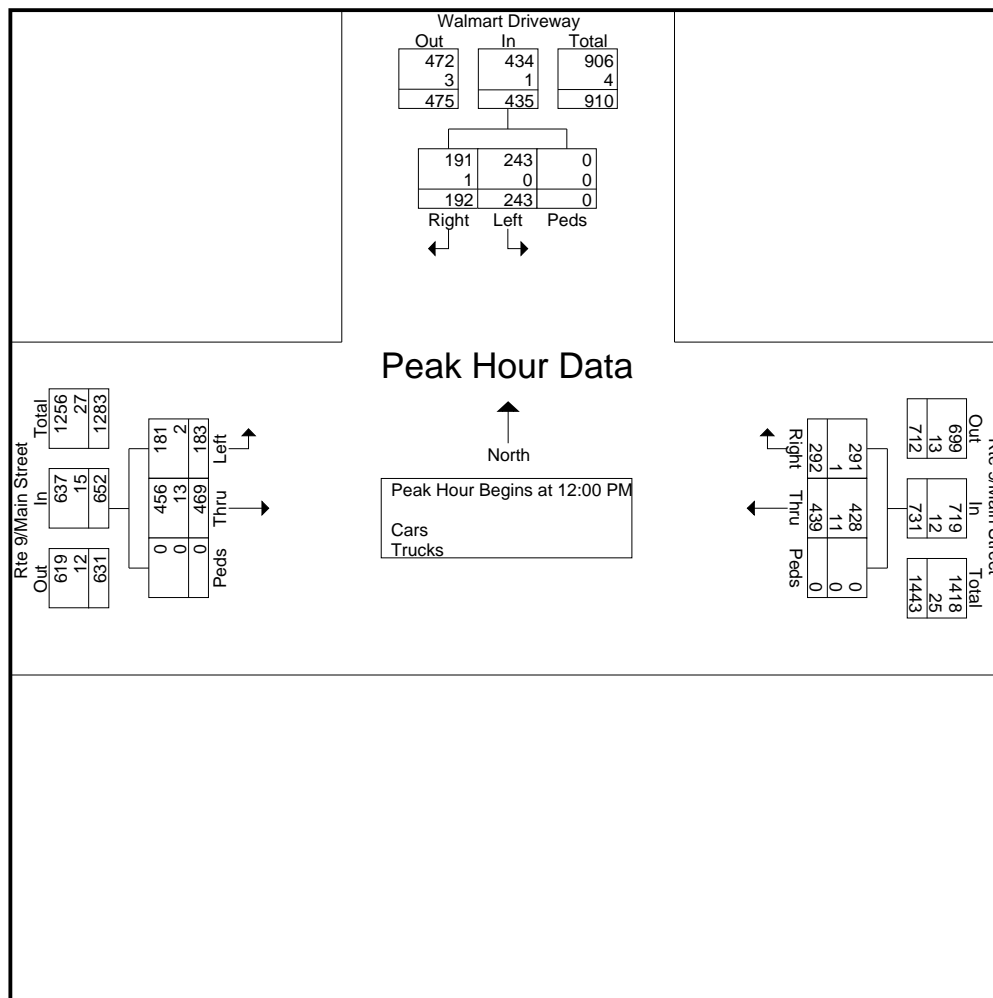 Walmart Driveway
Out In Total
472 434 906
3 1 4
475 435 910
191 243 0
1 0 0
192 243 0
Right Left Peds
Peak Hour Data
North
Peak Hour Begins at 12:00 PM
Cars
Trucks
Rte 9/Main Street
Out In Total
619 637 1256
12 15 27
631 652 1283
Peds Thru Left
0 456 181
0 13 2
0 469 183
Rte 9/Main Street
Out In Total
699 719 1418
13 12 25
712 731 1443
291 428 0
1 11 0
292 439 0
Right Thru Peds